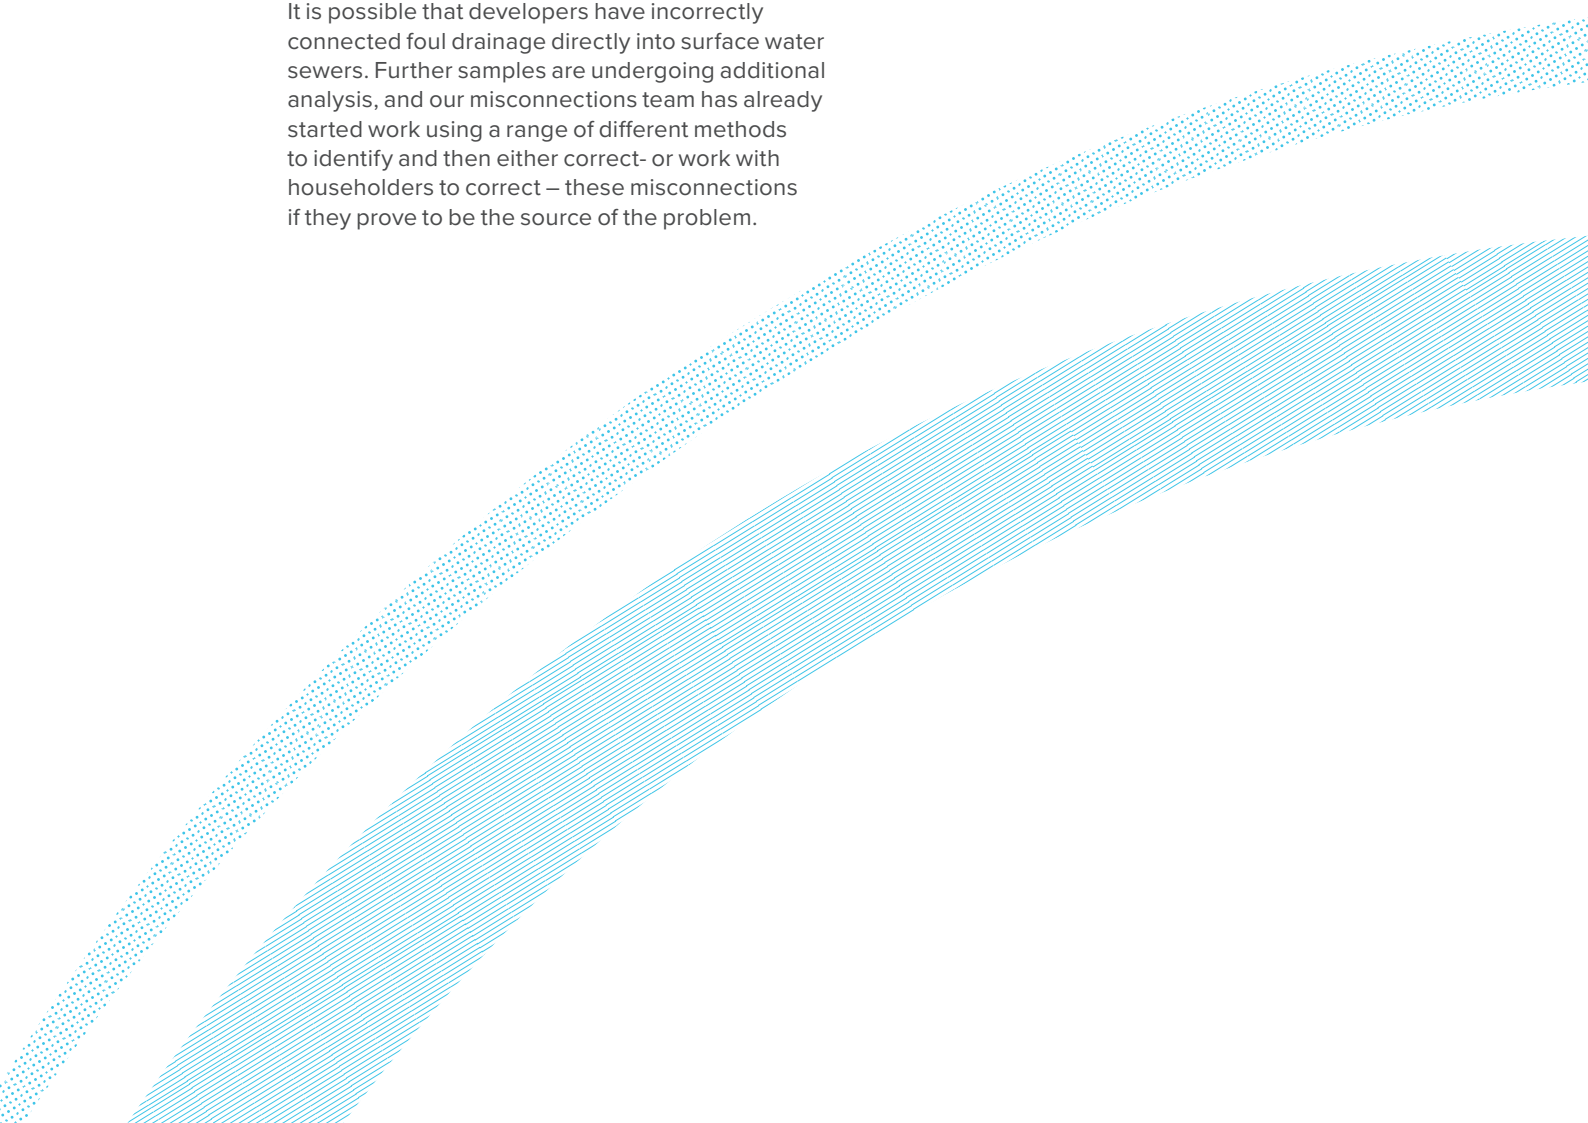 It is possible that developers have incorrectly
connected foul drainage directly into surface water
sewers. Further samples are undergoing additional
analysis, and our misconnections team has already
started work using a range of different methods
to identify and then either correct- or work with
householders to correct – these misconnections
if they prove to be the source of the problem.